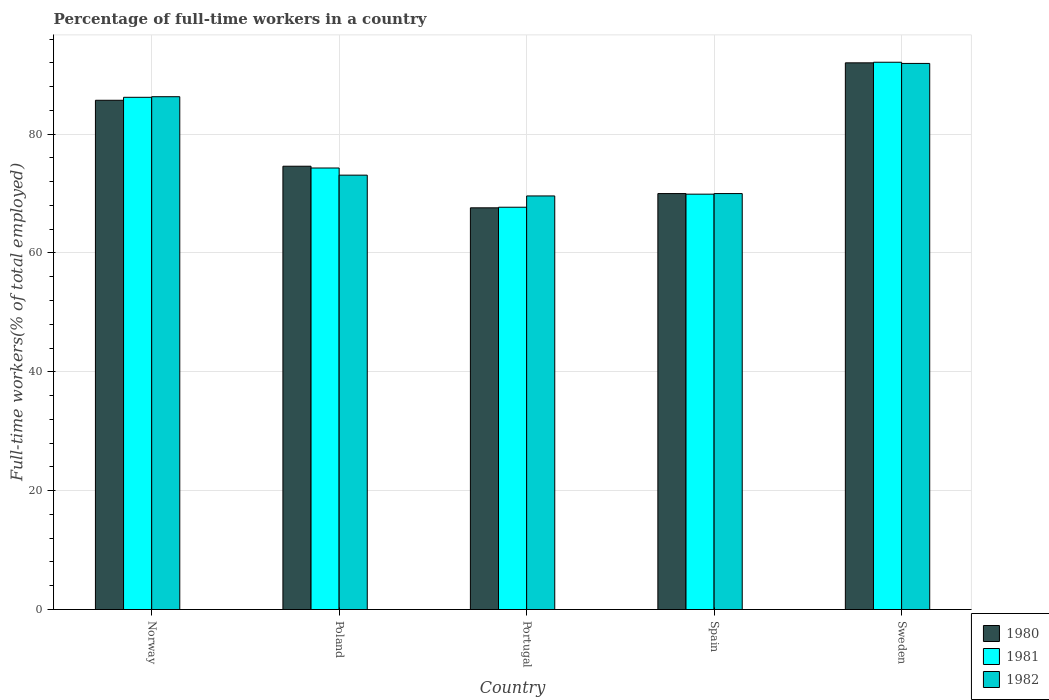 Percentage of full-time workers in a country
Full-time workers(% of total employed)
80
60
40
20
0
Norway
Poland
Portugal
Spain
Sweden
Country
1980
1981
1982